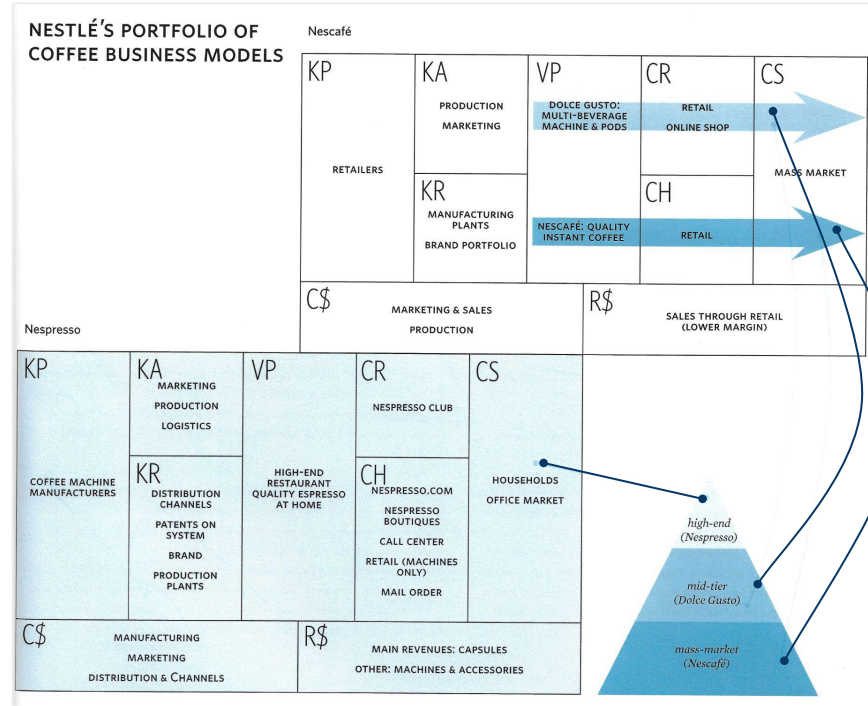 NESTLÉ'S PORTFOLIO OF
COFFEE BUSINESS MODELS
Nescafé
KP
RETAILERS
KA
PRODUCTION
MARKETING
KR
MANUFACTURING
PLANTS
BRAND PORTFOLIO
VP
DOLCE GUSTO:
MULTI-BEVERAGE
MACHINE & PODS
NESCAFÉ: QUALITY
INSTANT COFFEE
CR
RETAIL
ONLINE SHOP
CH
RETAIL
CS
MASS MARKET
C$
MARKETING & SALES
PRODUCTION
R$
SALES THROUGH RETAIL
(LOWER MARGIN)
Nespresso
KP
COFFEE MACHINE
MANUFACTURERS
KA
MARKETING
PRODUCTION
LOGISTICS
KR
DISTRIBUTION
CHANNELS
PATENTS ON
SYSTEM
BRAND
PRODUCTION
PLANTS
VP
HIGH-END
RESTAURANT
QUALITY ESPRESSO
AT HOME
CR
NESPRESSO CLUB
CH
NESPRESSO.COM
NESPRESSO
BOUTIQUES
CALL CENTER
RETAIL (MACHINES
ONLY)
MAIL ORDER
CS
HOUSEHOLDS
OFFICE MARKET
C$
MANUFACTURING
MARKETING
DISTRIBUTION & CHANNELS
R$
MAIN REVENUES: CAPSULES
OTHER: MACHINES & ACCESSORIES
high-end
(Nespresso)
mid-tier
(Dolce Gusto)
mass-market
(Nescafé)